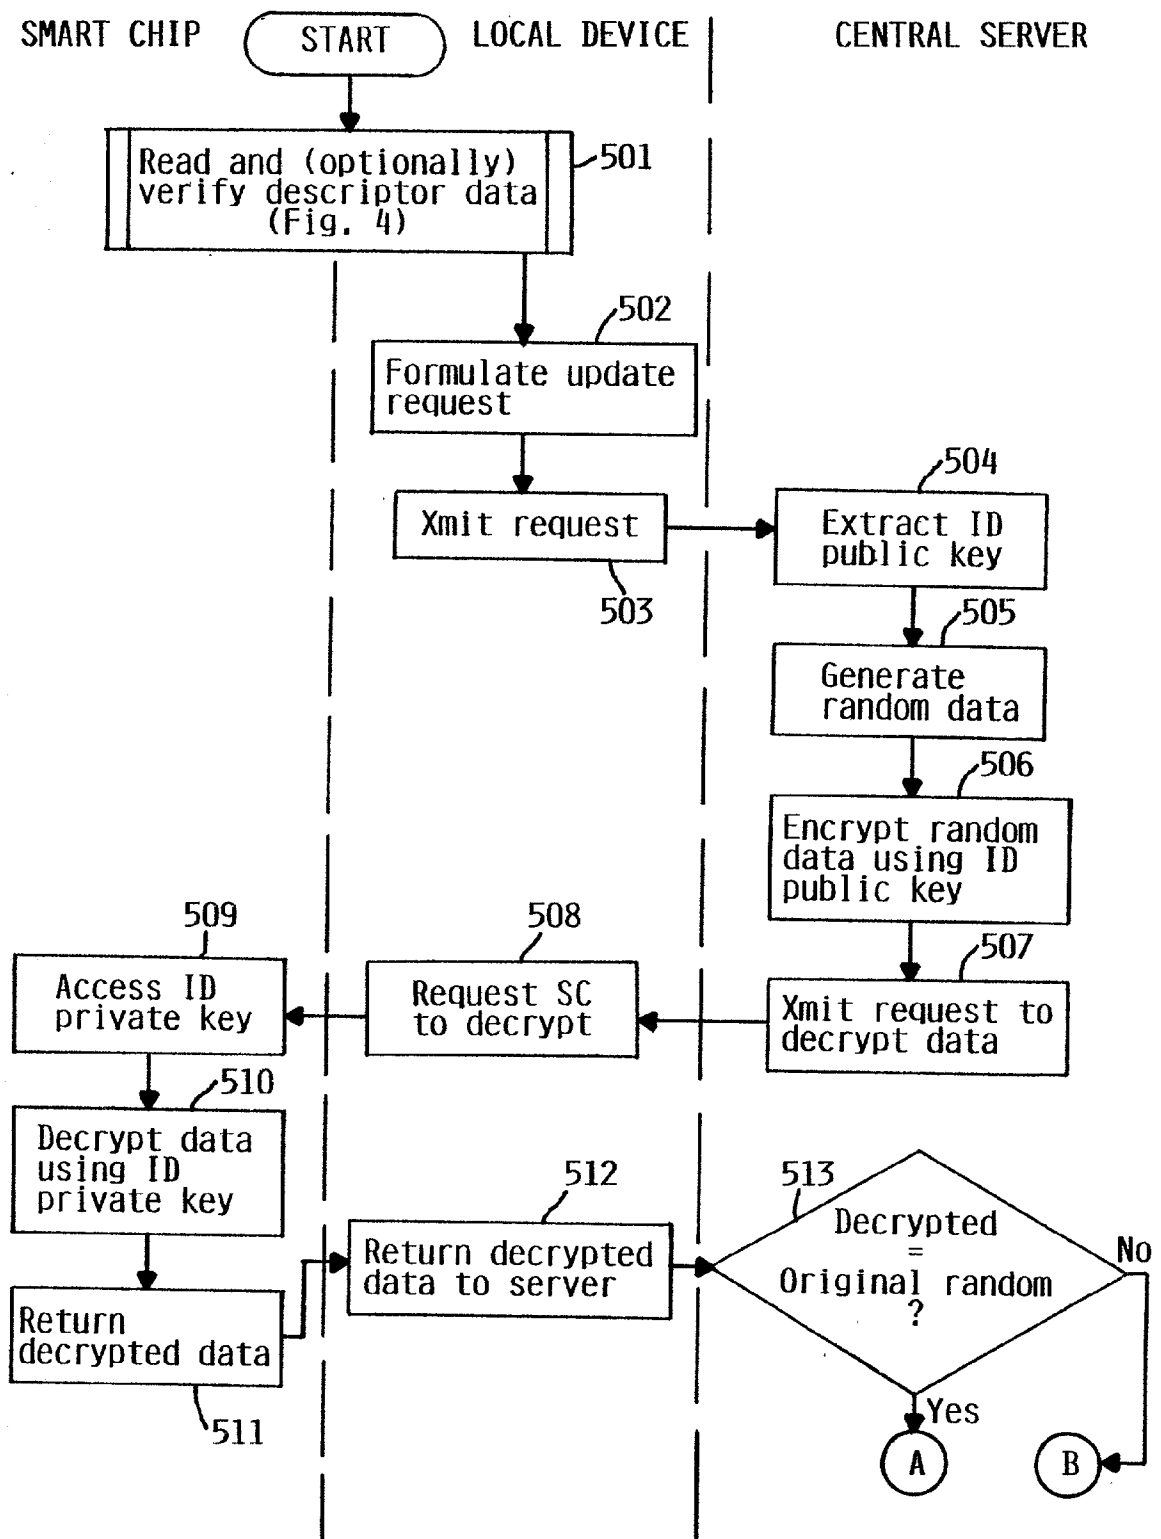 SMART CHIP
START
LOCAL DEVICE
CENTRAL SERVER
501
Read and (optionally)
verify descriptor data
(Fig. 4)
502
Formulate update
request
503
Xmit request
504
Extract ID
public key
505
Generate
random data
506
Encrypt random
data using ID
public key
507
Xmit request to
decrypt data
508
Request SC
to decrypt
509
Access ID
private key
510
Decrypt data
using ID
private key
511
Return
decrypted data
512
Return decrypted
data to server
513
Decrypted
=
Original random
?
No
Yes
A
B